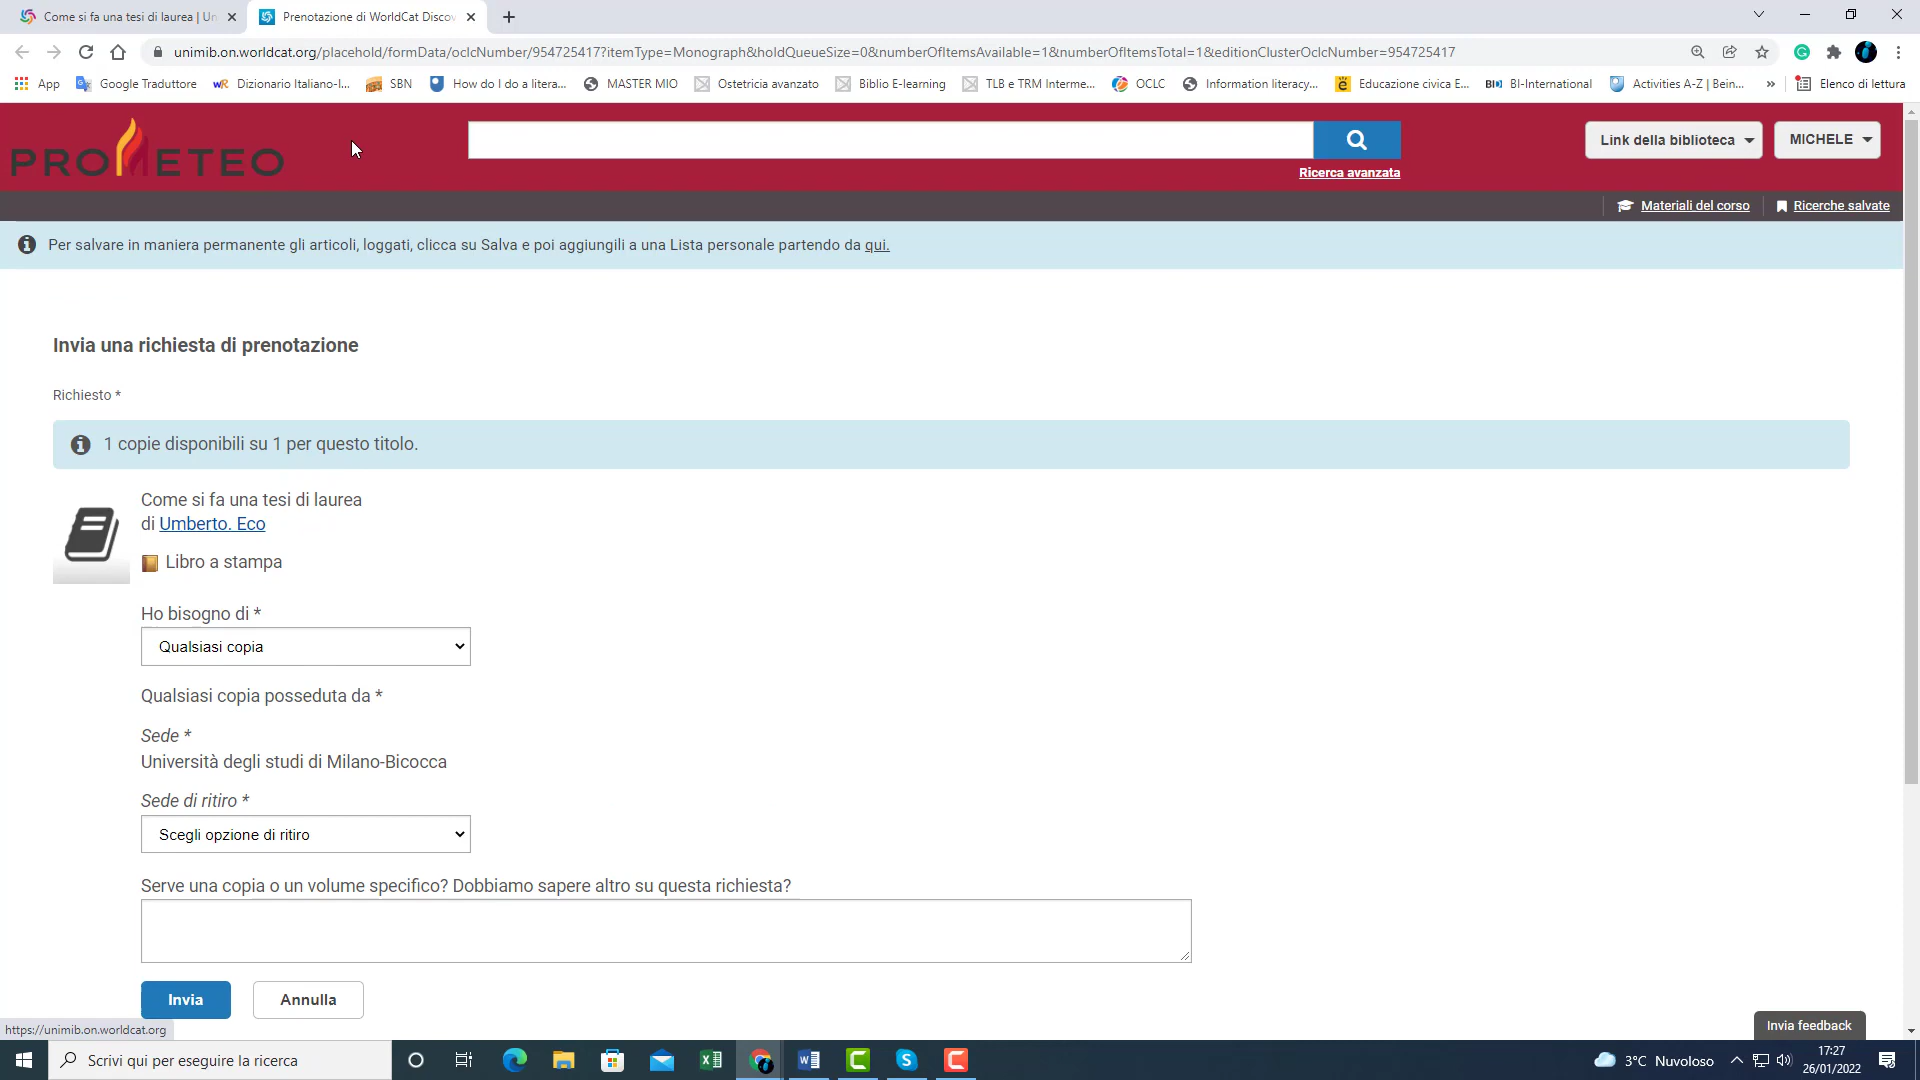 Come si fa una tesi di laurea | Un
Prenotazione di WorldCat Discov
unimib.on.worldcat.org/placehold/formData/oclcNumber/954725417?itemType=Monograph&holdQueueSize=0&numberOfItemsAvailable=1&numberOfItemsTotal=1&editionClusterOclcNumber=954725417
App Google Traduttore wR Dizionario Italiano-I... SBN How do I do a litera... MASTER MIO Ostetricia avanzato Biblio E-learning TLB e TRM Interme... OCLC Information literacy... Educazione civica E... BI-International Activities A-Z | Bein... » Elenco di lettura
PROMETEO
Link della biblioteca
MICHELE
Ricerca avanzata
Materiali del corso
Ricerche salvate
Per salvare in maniera permanente gli articoli, loggati, clicca su Salva e poi aggiungili a una Lista personale partendo da qui.
Invia una richiesta di prenotazione
Richiesto *
1 copie disponibili su 1 per questo titolo.
Come si fa una tesi di laurea
di Umberto. Eco
Libro a stampa
Ho bisogno di *
Qualsiasi copia
Qualsiasi copia posseduta da *
Sede *
Università degli studi di Milano-Bicocca
Sede di ritiro *
Scegli opzione di ritiro
Serve una copia o un volume specifico? Dobbiamo sapere altro su questa richiesta?
Invia
Annulla
https://unimib.on.worldcat.org
Invia feedback
Scrivi qui per eseguire la ricerca
3°C Nuvoloso
17:27
26/01/2022